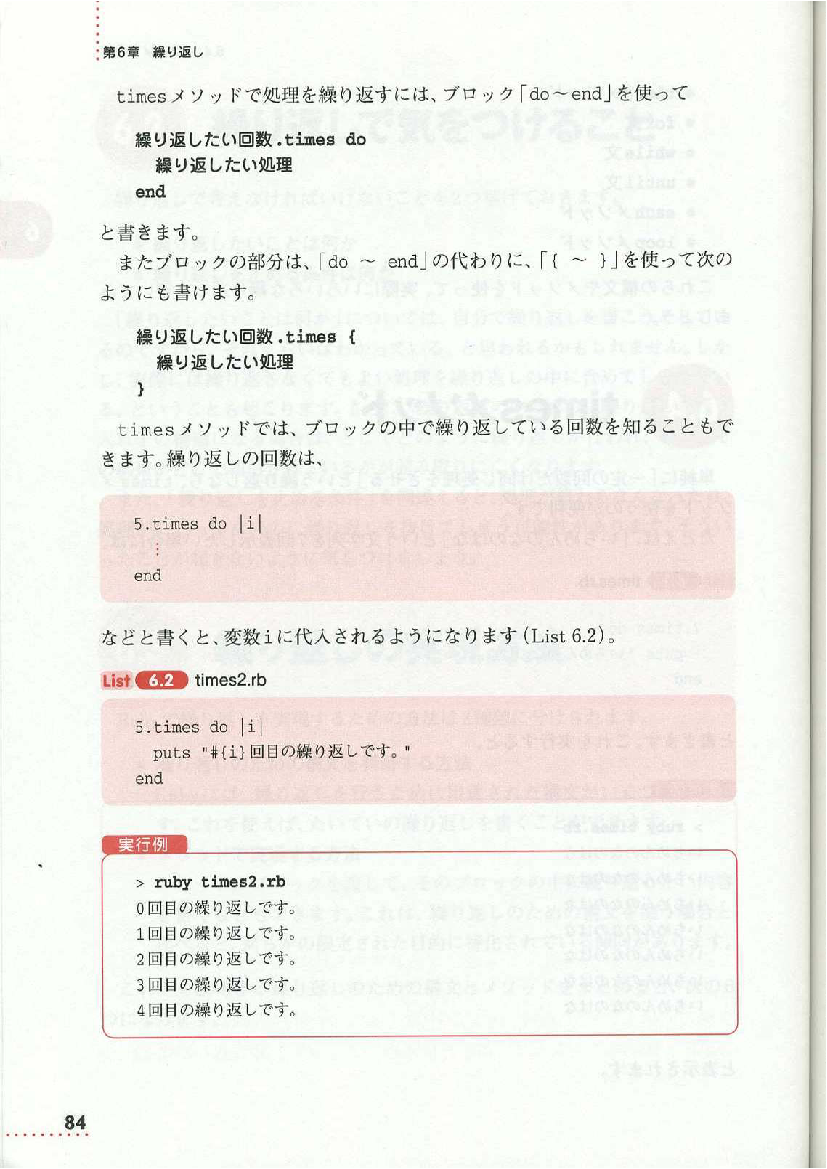 第6章 繰り返し
timesメソッドで処理を繰り返すには、ブロック「do～end」を使って
繰り返したい回数.times do
繰り返したい処理
end
と書きます。
またブロックの部分は、「do ～ end」の代わりに、「{ ～ }」を使って次の
ようにも書けます。
繰り返したい回数.times {
繰り返したい処理
}
timesメソッドでは、ブロックの中で繰り返している回数を知ることもで
きます。繰り返しの回数は、
5.times do |i|
⋮
end
などと書くと、変数iに代入されるようになります(List 6.2)。
List 6.2 times2.rb
5.times do |i|
puts "#{i}回目の繰り返しです。"
end
実行例
> ruby times2.rb
0回目の繰り返しです。
1回目の繰り返しです。
2回目の繰り返しです。
3回目の繰り返しです。
4回目の繰り返しです。
84